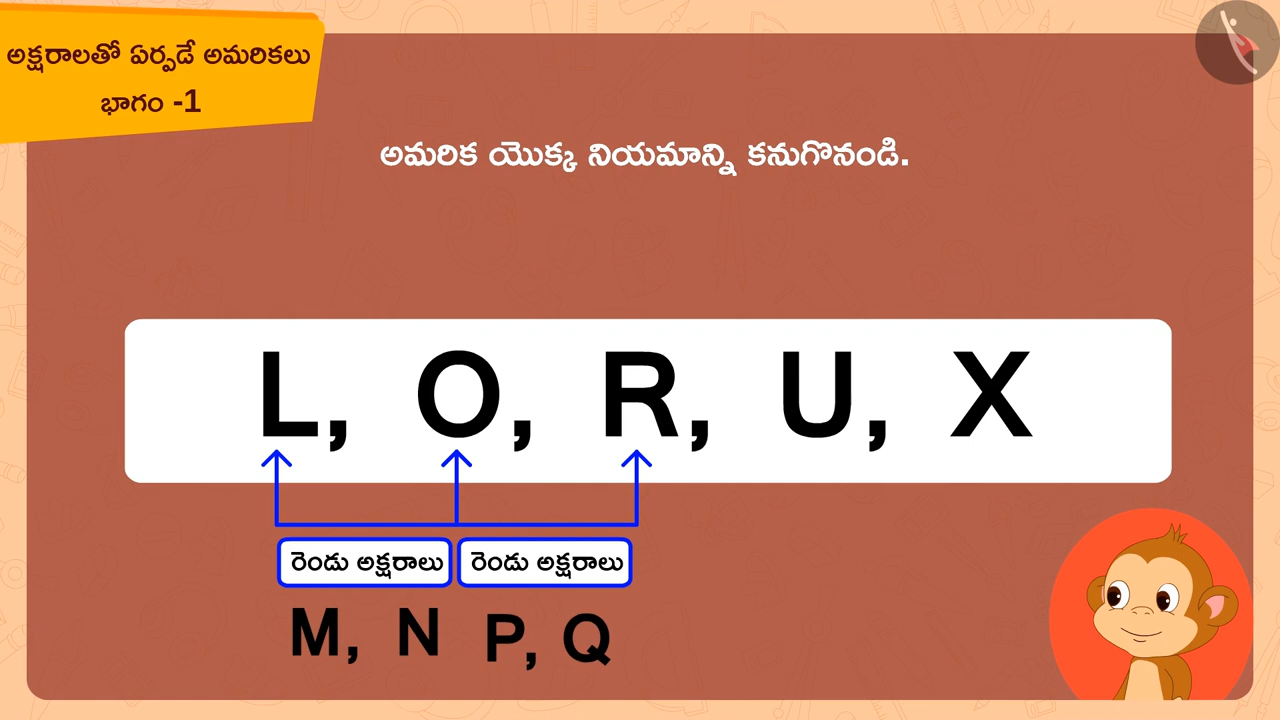 అక్షరాలతో ఏర్పడే అమరికలు
భాగం -1
అమరిక యొక్క నియమాన్ని కనుగొనండి.
L, O, R, U, X
రెండు అక్షరాలు రెండు అక్షరాలు
M, N P, Q